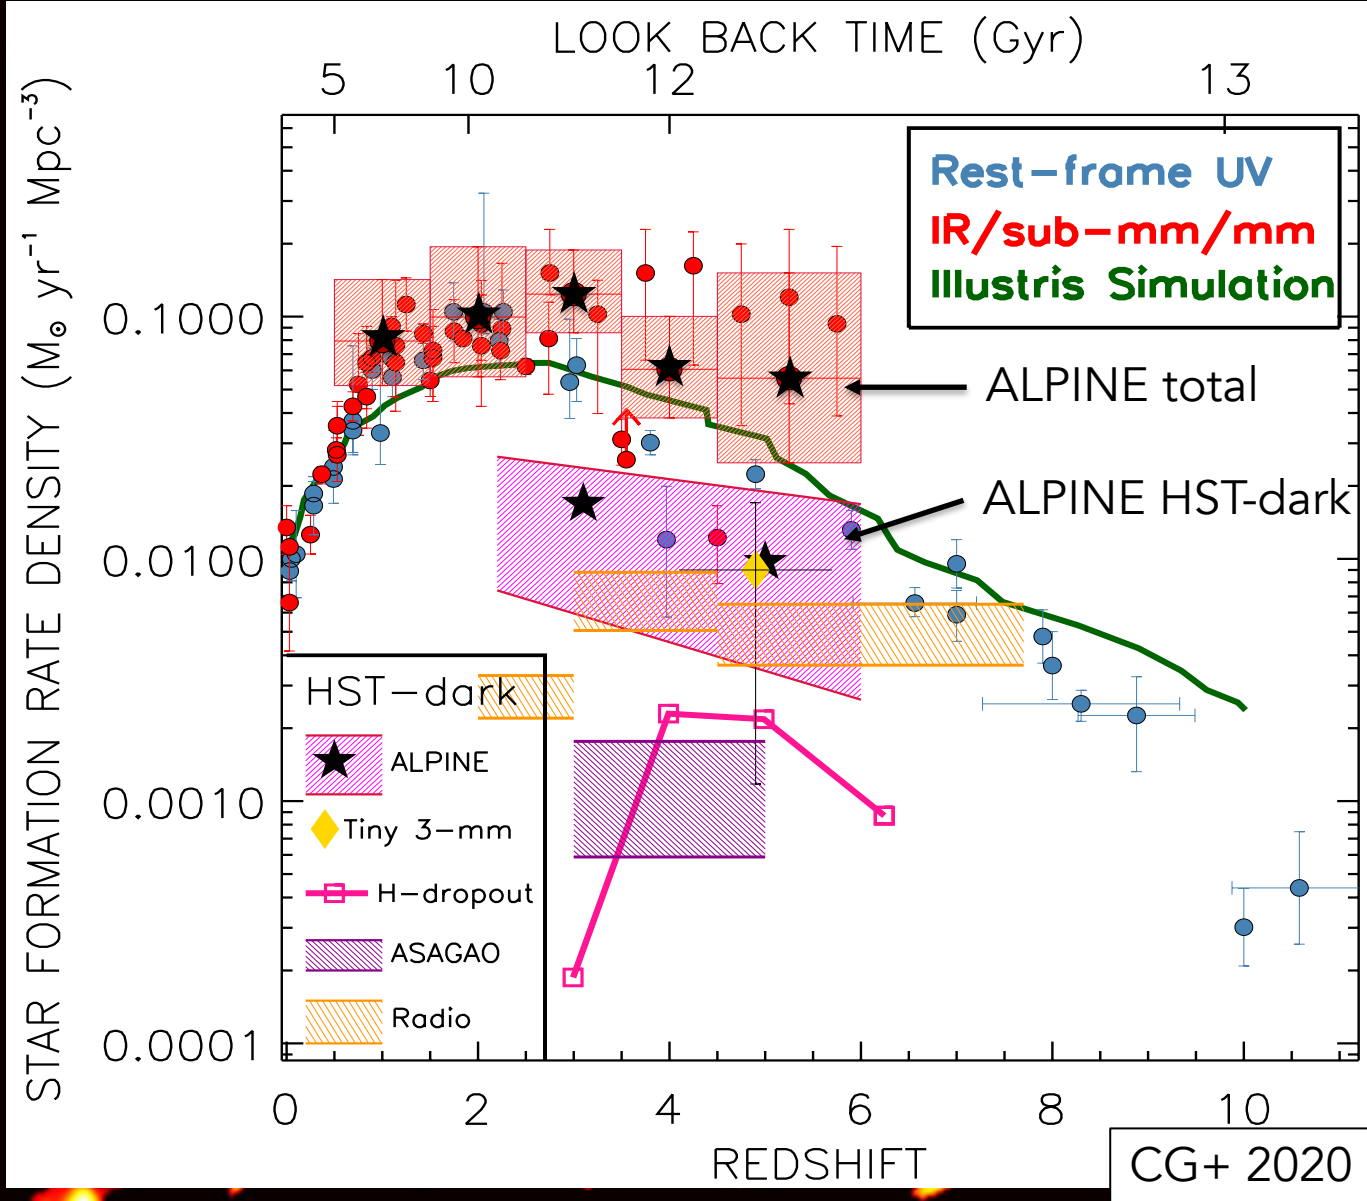 LOOK BACK TIME (Gyr)
5 10 12 13
STAR FORMATION RATE DENSITY (M⊙ yr⁻¹ Mpc⁻³)
Rest-frame UV
IR/sub-mm/mm
Illustris Simulation
0.1000
ALPINE total
ALPINE HST-dark
0.0100
HST-dark
ALPINE
0.0010
Tiny 3-mm
H-dropout
ASAGAO
Radio
0.0001
0 2 4 6 8 10
REDSHIFT
CG+ 2020